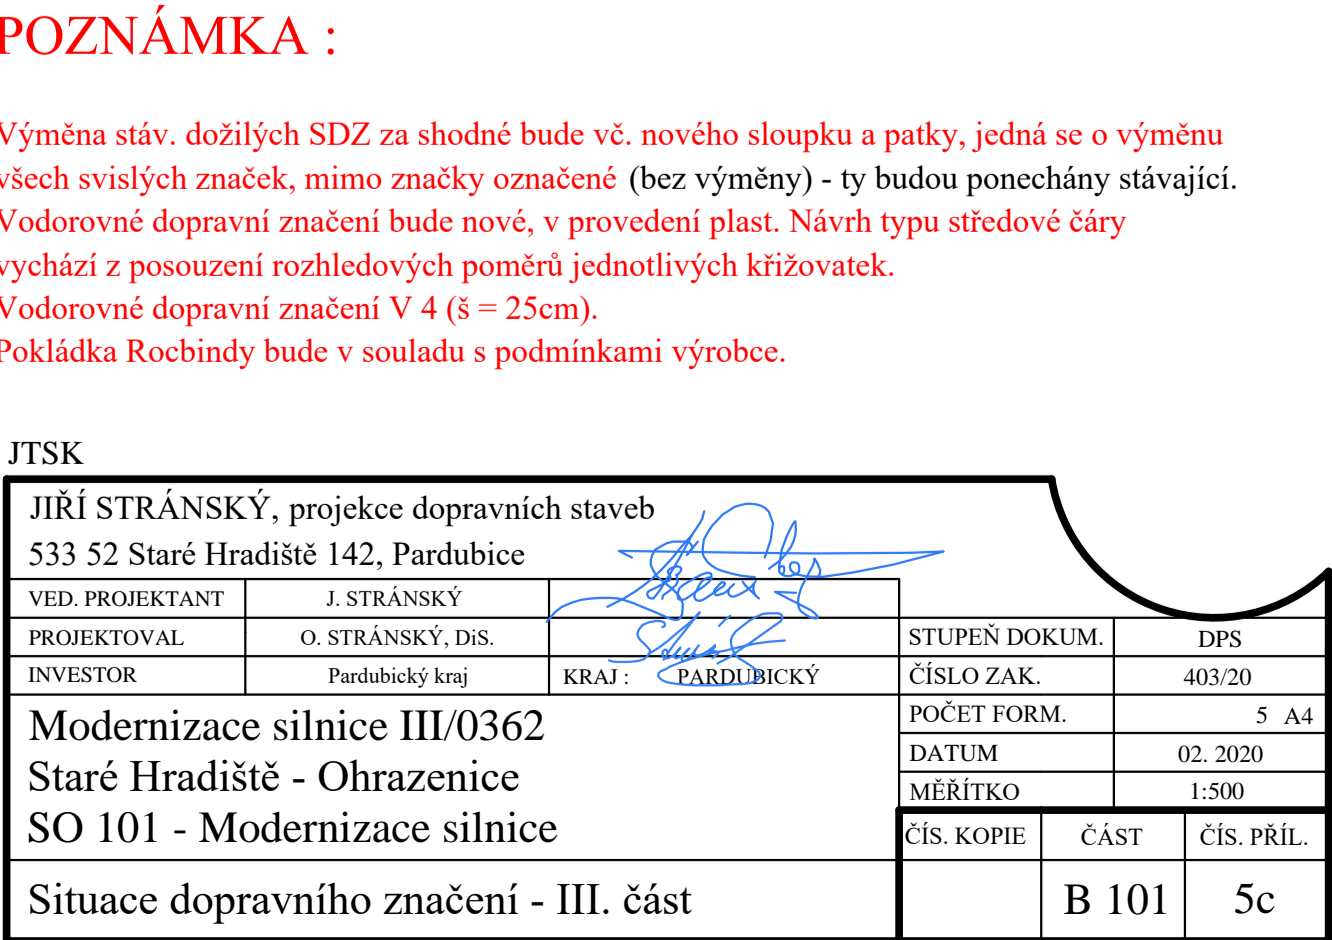 POZNÁMKA :
Výměna stáv. dožilých SDZ za shodné bude vč. nového sloupku a patky, jedná se o výměnu
všech svislých značek, mimo značky označené (bez výměny) - ty budou ponechány stávající.
Vodorovné dopravní značení bude nové, v provedení plast. Návrh typu středové čáry
vychází z posouzení rozhledových poměrů jednotlivých křižovatek.
Vodorovné dopravní značení V 4 (š = 25cm).
Pokládka Rocbindy bude v souladu s podmínkami výrobce.
JTSK
JIŘÍ STRÁNSKÝ, projekce dopravních staveb
533 52 Staré Hradiště 142, Pardubice
VED. PROJEKTANT J. STRÁNSKÝ
PROJEKTOVAL O. STRÁNSKÝ, DiS.
INVESTOR Pardubický kraj KRAJ : PARDUBICKÝ
STUPEŇ DOKUM. DPS
ČÍSLO ZAK. 403/20
POČET FORM. 5 A4
DATUM 02. 2020
MĚŘÍTKO 1:500
Modernizace silnice III/0362
Staré Hradiště - Ohrazenice
SO 101 - Modernizace silnice
ČÍS. KOPIE ČÁST ČÍS. PŘÍL.
Situace dopravního značení - III. část
B 101 5c